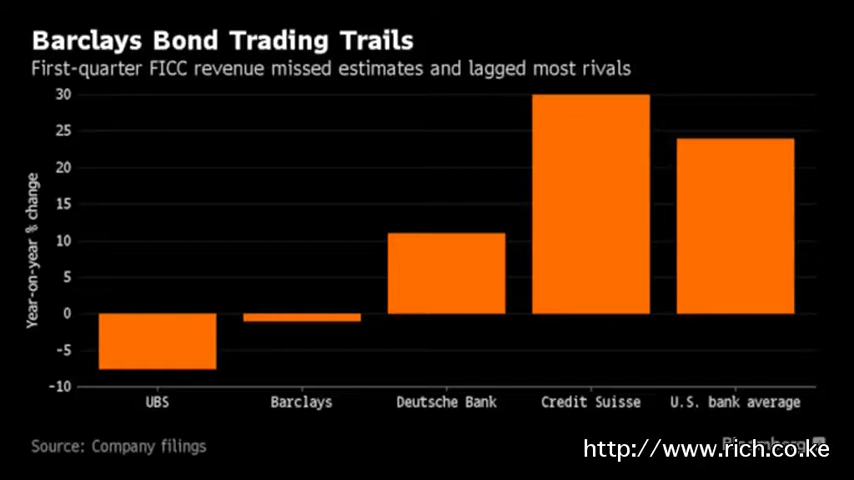 Barclays Bond Trading Trails
First-quarter FICC revenue missed estimates and lagged most rivals
Year-on-year % change
30
25
20
15
10
5
0
-5
-10
UBS Barclays Deutsche Bank Credit Suisse U.S. bank average
Source: Company filings
Bloomberg
http://www.rich.co.ke